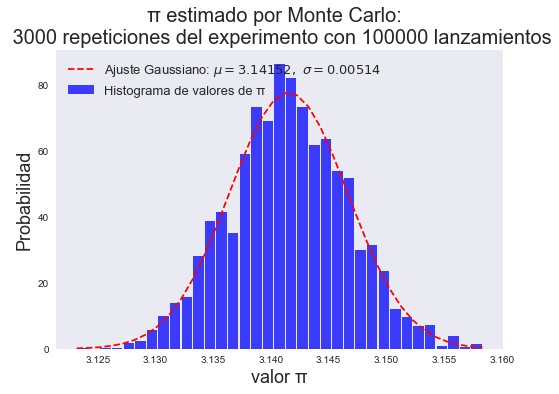 π estimado por Monte Carlo:
3000 repeticiones del experimento con 100000 lanzamientos
Ajuste Gaussiano: μ = 3.14152, σ = 0.00514
Histograma de valores de π
Probabilidad
80
60
40
20
0
3.125 3.130 3.135 3.140 3.145 3.150 3.155 3.160
valor π